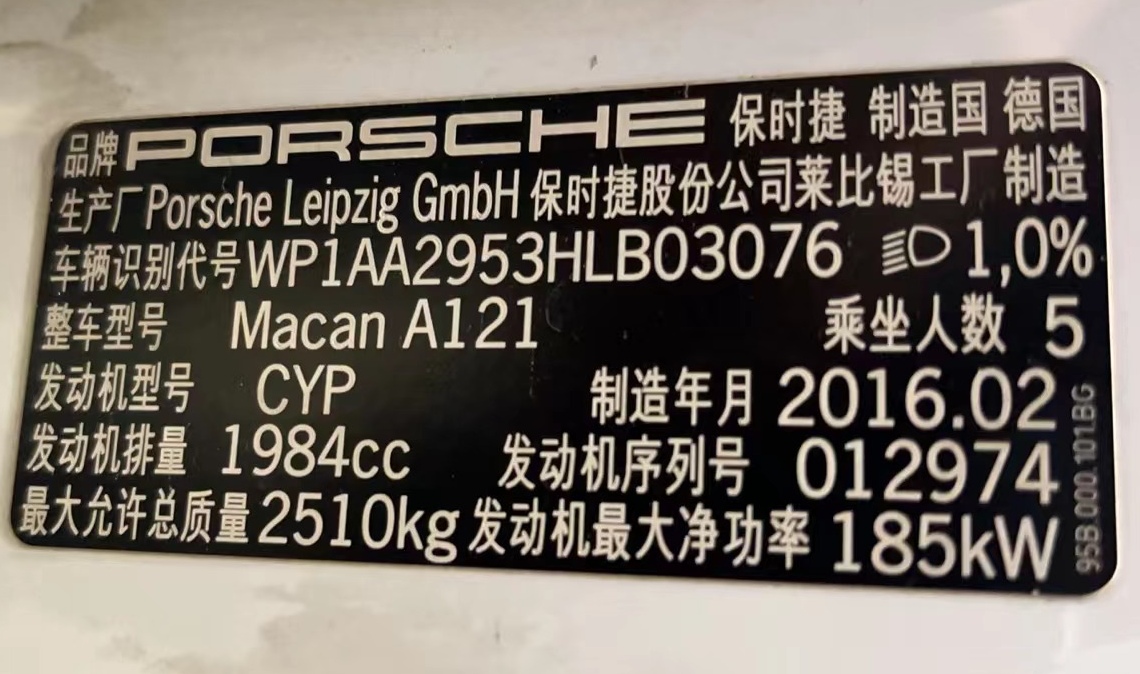 品牌 PORSCHE 保时捷 制造国 德国
生产厂 Porsche Leipzig GmbH 保时捷股份公司莱比锡工厂 制造
车辆识别代号 WP1AA2953HLB03076 1,0%
整车型号 Macan A121 乘坐人数 5
发动机型号 CYP 制造年月 2016.02
发动机排量 1984cc 发动机序列号 012974
最大允许总质量 2510kg 发动机最大净功率 185kW
95B.000.101.BG